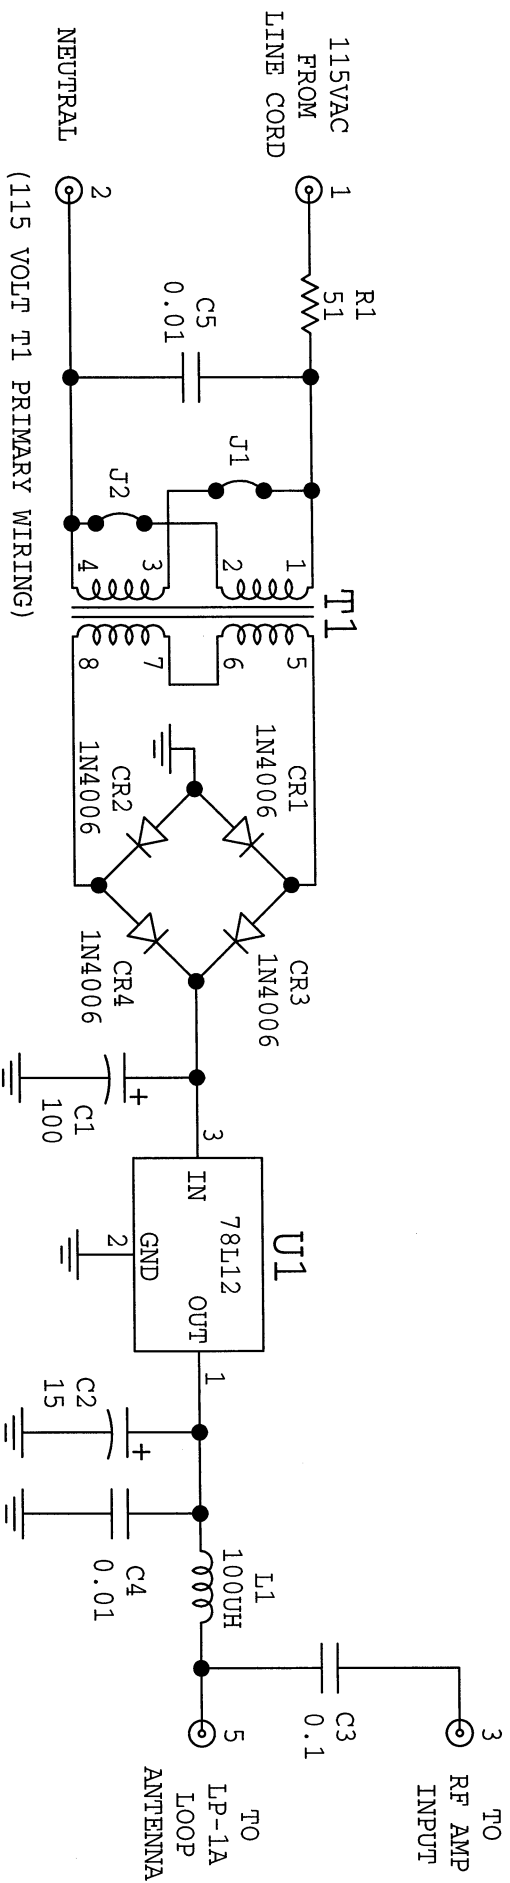 115VAC
FROM
LINE CORD
1
R1
51
NEUTRAL
2
C5
0.01
J1
J2
T1
1
2
3
4
5
6
7
8
(115 VOLT T1 PRIMARY WIRING)
CR1
1N4006
CR2
1N4006
CR3
1N4006
CR4
1N4006
+
C1
100
U1
78L12
3
IN
GND
2
OUT
1
+
C2
15
C4
0.01
L1
100UH
C3
0.1
3
TO
RF AMP
INPUT
5
TO
LP-1A
LOOP
ANTENNA